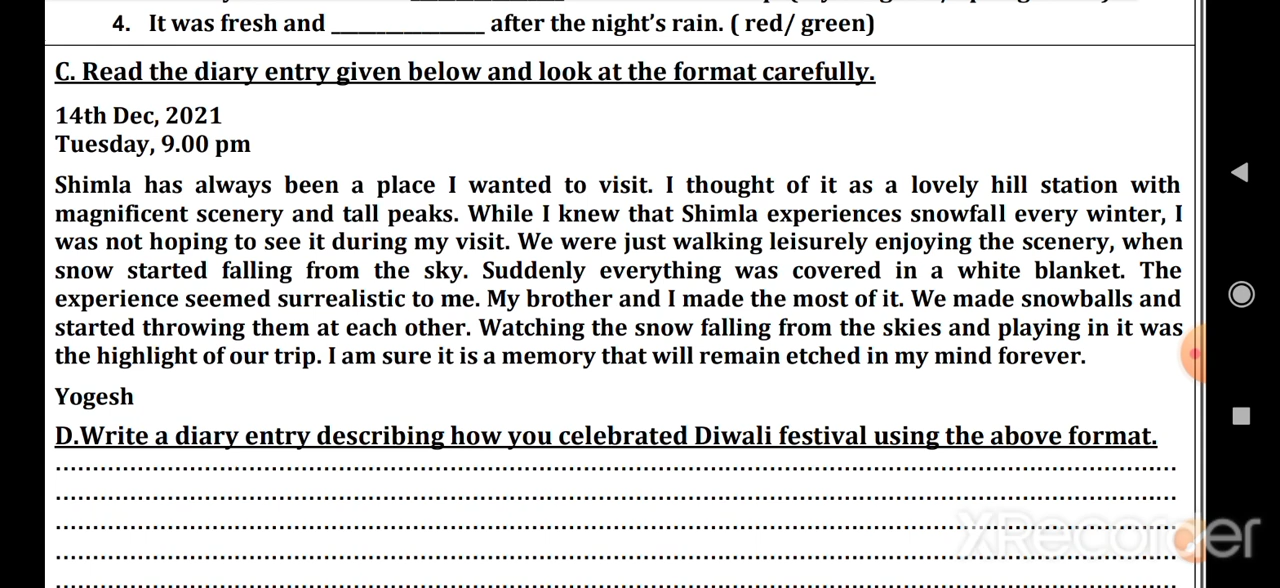 4. It was fresh and ______________ after the night's rain. ( red/ green)
C. Read the diary entry given below and look at the format carefully.
14th Dec, 2021
Tuesday, 9.00 pm
Shimla has always been a place I wanted to visit. I thought of it as a lovely hill station with
magnificent scenery and tall peaks. While I knew that Shimla experiences snowfall every winter, I
was not hoping to see it during my visit. We were just walking leisurely enjoying the scenery, when
snow started falling from the sky. Suddenly everything was covered in a white blanket. The
experience seemed surrealistic to me. My brother and I made the most of it. We made snowballs and
started throwing them at each other. Watching the snow falling from the skies and playing in it was
the highlight of our trip. I am sure it is a memory that will remain etched in my mind forever.
Yogesh
D.Write a diary entry describing how you celebrated Diwali festival using the above format.
XRecorder